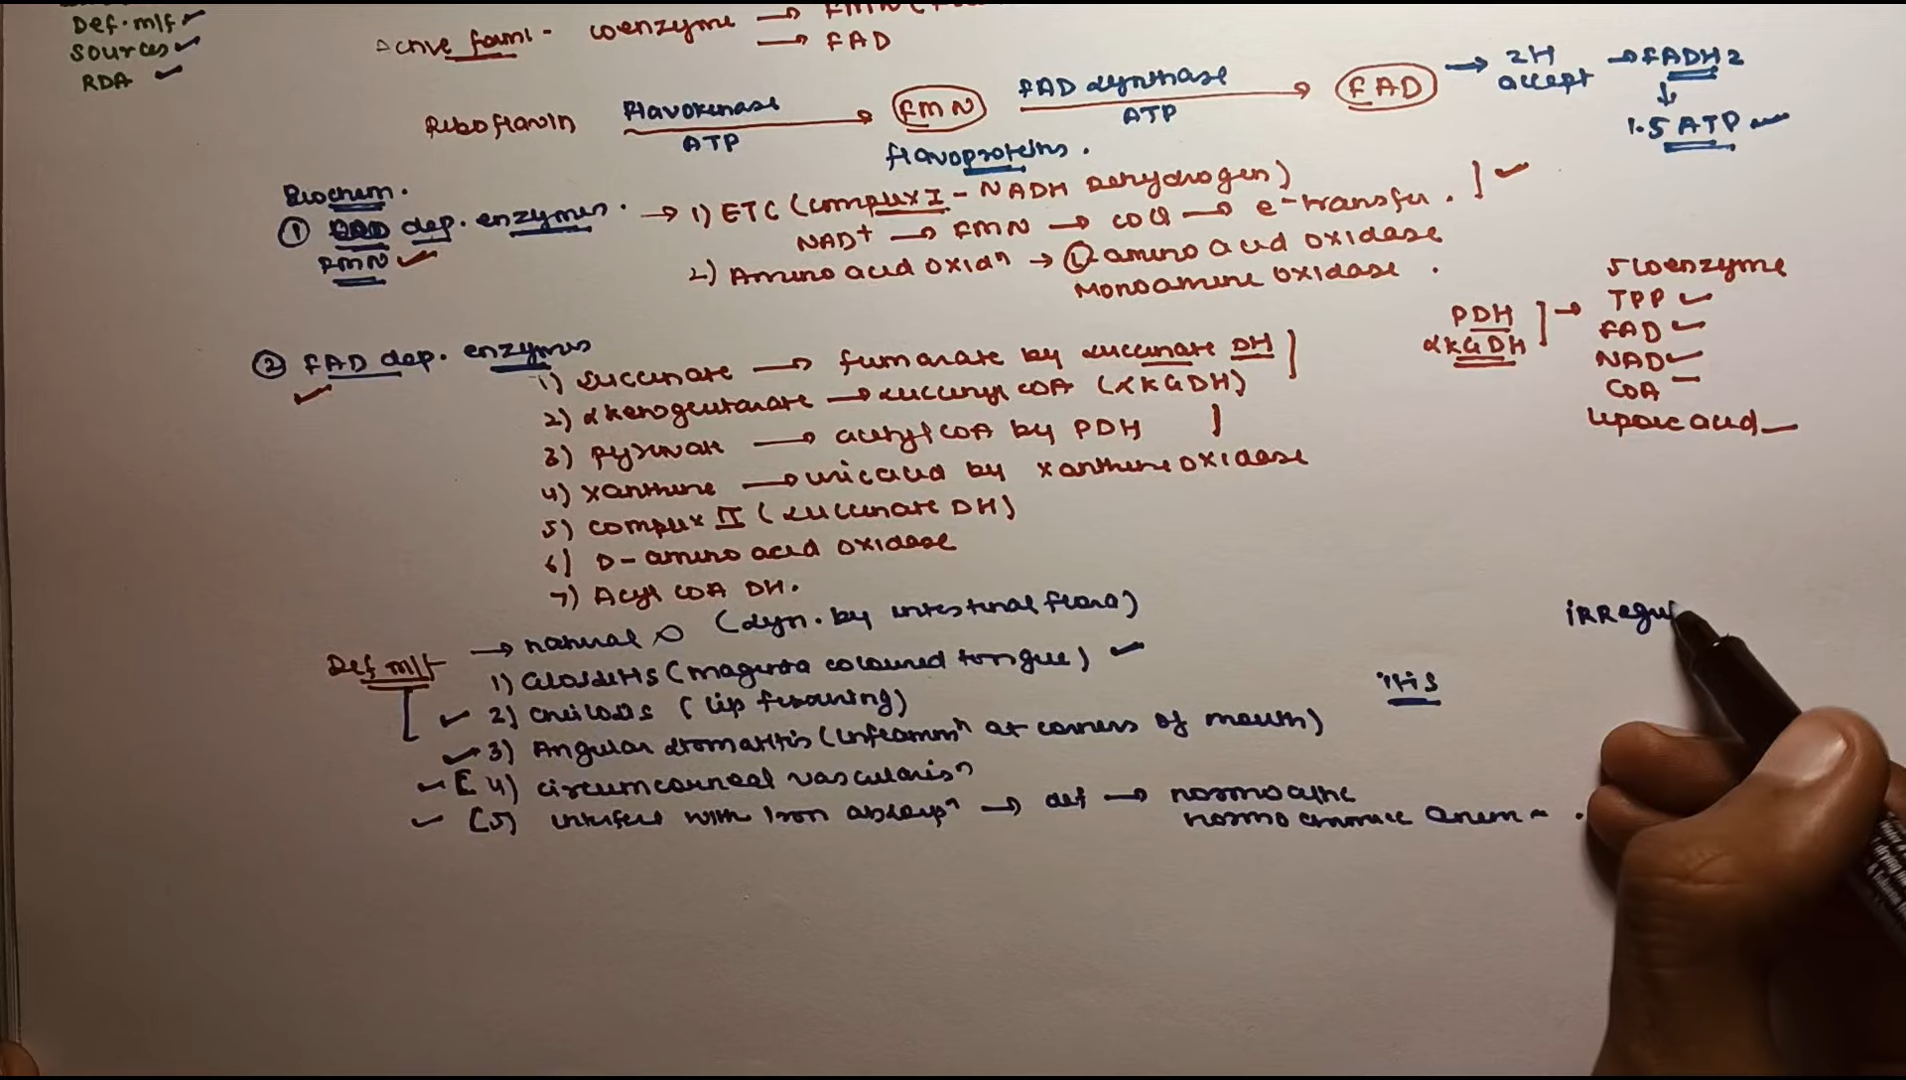 Def. m/f
Sources
RDA
Active form - coenzyme → FMN
→ FAD
Riboflavin Flavokinase ATP → FMN FAD synthase ATP → FAD → 2H accept → FADH2
↓
1.5 ATP
flavoproteins.
Biochem.
① FAD dep. enzymes. → 1) ETC (complex I - NADH Dehydrogen)
FMN
NAD+ → FMN → CoQ → e- transfer.
2) Amino acid oxidⁿ → L-amino acid oxidase
Monoamine oxidase.
② FAD dep. enzymes
1) Succinate → fumarate by succinate DH
2) αketoglutarate → succinyl COA (αKGDH)
3) Pyruvate → acetyl COA by PDH
4) Xanthine → uric acid by xanthine oxidase
5) Complex II (succinate DH)
6) D-amino acid oxidase
7) Acyl COA DH.
PDH
αKGDH
→ 5 coenzyme
TPP
FAD
NAD
COA
Lipoic acid
Def m/f → natural (syn. by intestinal flora)
1) Glossitis (magenta coloured tongue)
2) Cheilosis (lip fissuring)
3) Angular stomatitis (inflammⁿ at corners of mouth)
4) circumcorneal vascularisⁿ
5) interfere with iron absorpⁿ → def → normocytic
normochromic anem
itis
irregu